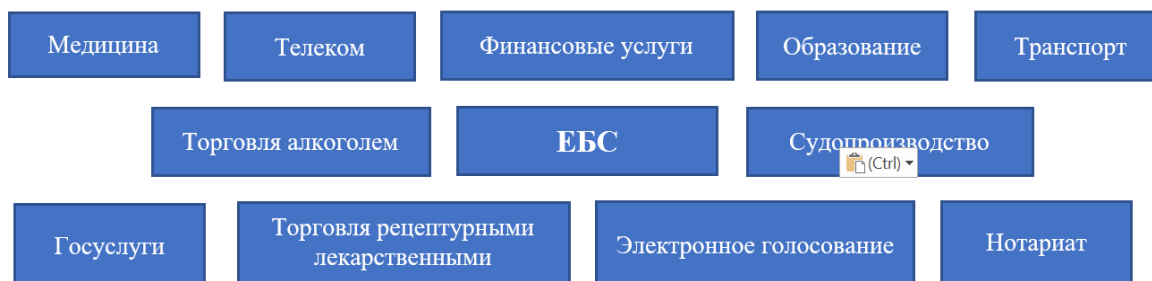 Медицина
Телеком
Финансовые услуги
Образование
Транспорт
Торговля алкоголем
ЕБС
Судопроизводство
(Ctrl)
Госуслуги
Торговля рецептурными
лекарственными
Электронное голосование
Нотариат